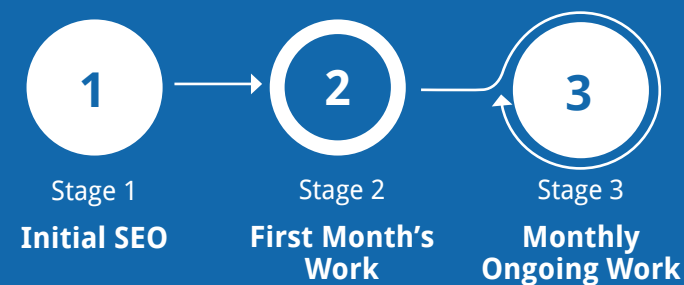 1
2
3
Stage 1
Stage 2
Stage 3
Initial SEO
First Month’s
Work
Monthly
Ongoing Work